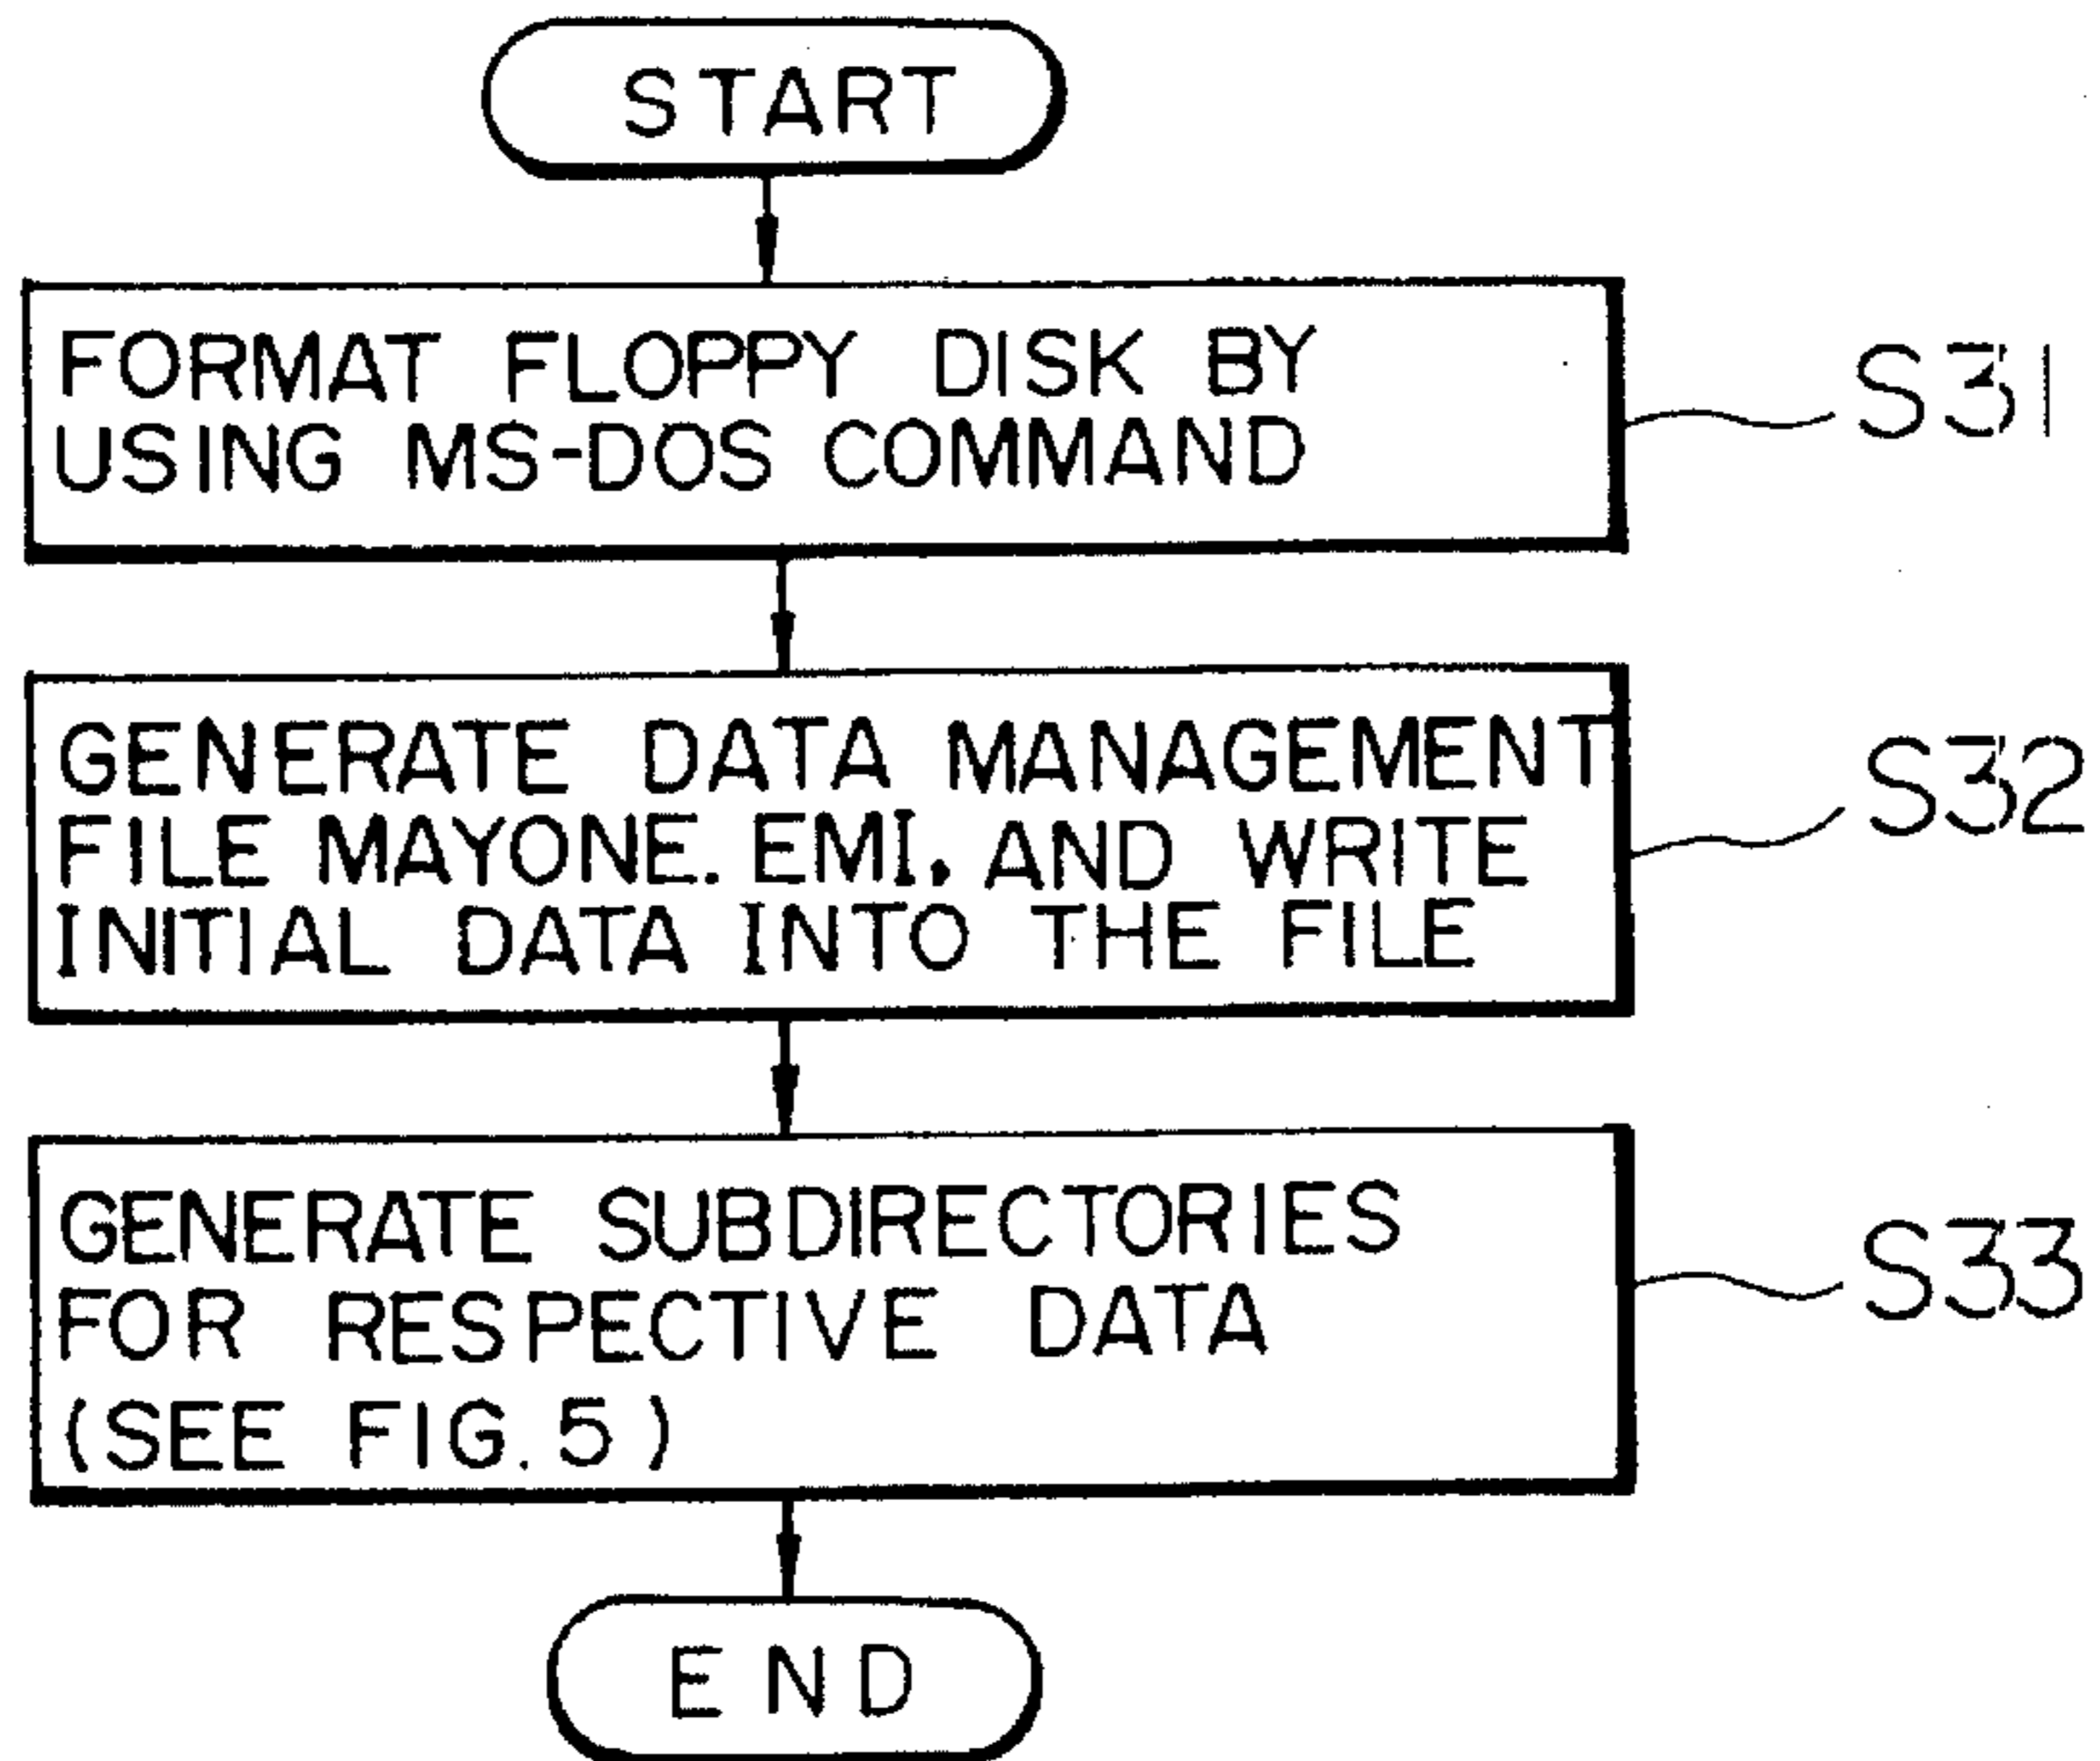 START
FORMAT FLOPPY DISK BY
USING MS-DOS COMMAND
S31
GENERATE DATA MANAGEMENT
FILE MAYONE. EMI. AND WRITE
INITIAL DATA INTO THE FILE
S32
GENERATE SUBDIRECTORIES
FOR RESPECTIVE DATA
(SEE FIG. 5)
S33
END